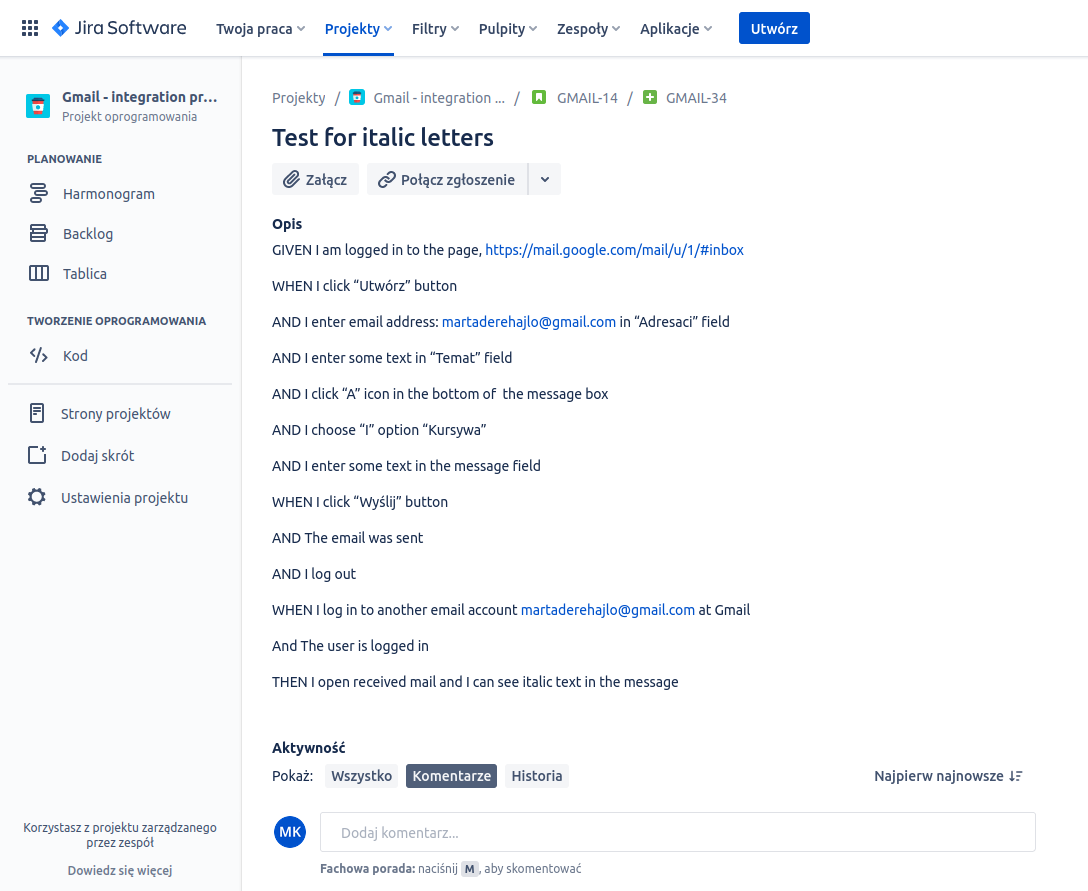 Jira Software Twoja praca Projekty Filtry Pulpity Zespoły Aplikacje Utwórz
Gmail - integration pr...
Projekt oprogramowania
PLANOWANIE
Harmonogram
Backlog
Tablica
TWORZENIE OPROGRAMOWANIA
Kod
Strony projektów
Dodaj skrót
Ustawienia projektu
Korzystasz z projektu zarządzanego
przez zespół
Dowiedz się więcej
Projekty / Gmail - integration ... / GMAIL-14 / GMAIL-34
Test for italic letters
Załącz Połącz zgłoszenie
Opis
GIVEN I am logged in to the page, https://mail.google.com/mail/u/1/#inbox
WHEN I click “Utwórz” button
AND I enter email address: martaderehajlo@gmail.com in “Adresaci” field
AND I enter some text in “Temat” field
AND I click “A” icon in the bottom of  the message box
AND I choose “I” option “Kursywa”
AND I enter some text in the message field
WHEN I click “Wyślij” button
AND The email was sent
AND I log out
WHEN I log in to another email account martaderehajlo@gmail.com at Gmail
And The user is logged in
THEN I open received mail and I can see italic text in the message
Aktywność
Pokaż: Wszystko Komentarze Historia Najpierw najnowsze
MK Dodaj komentarz...
Fachowa porada: naciśnij M, aby skomentować